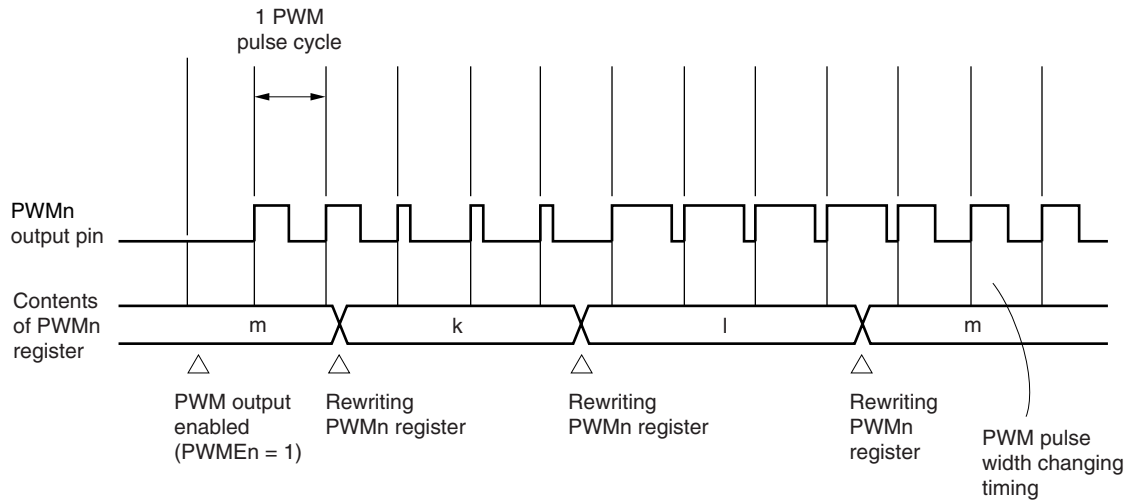 1 PWM
pulse cycle
PWMn
output pin
Contents
of PWMn
register
m
k
l
m
PWM output
enabled
(PWMEn = 1)
Rewriting
PWMn register
Rewriting
PWMn register
Rewriting
PWMn
register
PWM pulse
width changing
timing